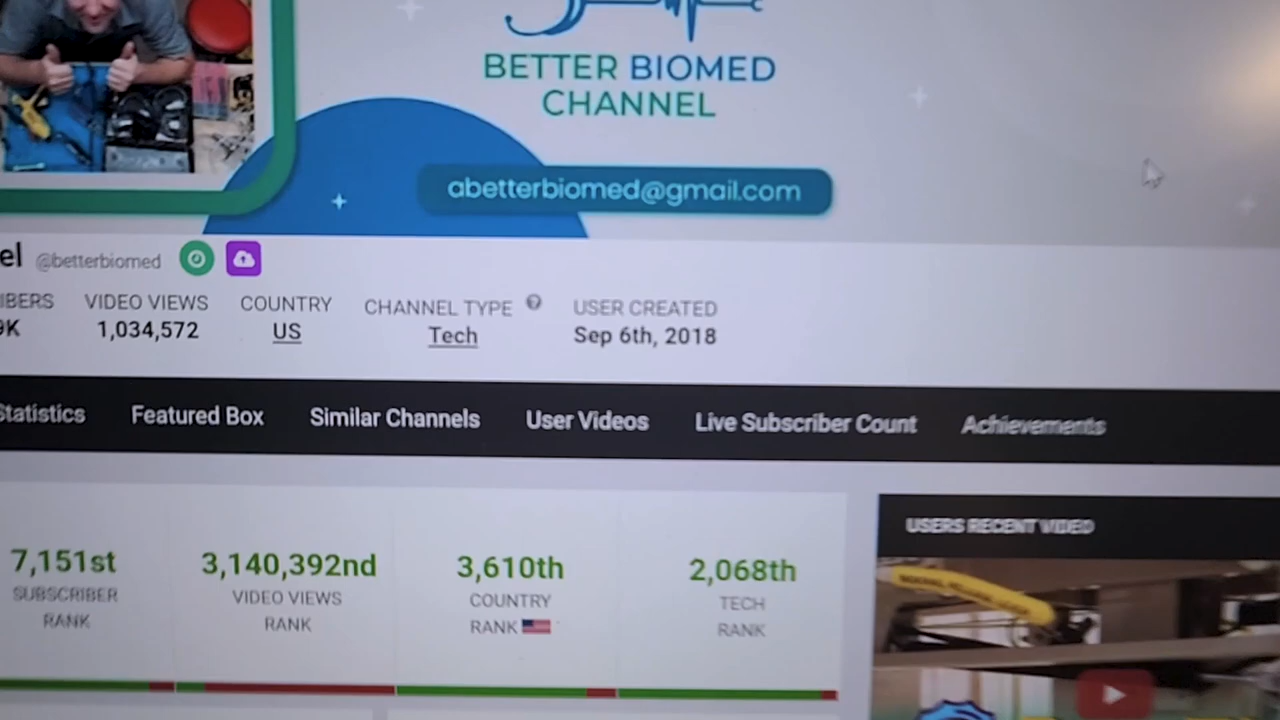 BETTER BIOMED
CHANNEL
abetterbiomed@gmail.com
el @betterbiomed
IBERS VIDEO VIEWS COUNTRY CHANNEL TYPE USER CREATED
9K 1,034,572 US Tech Sep 6th, 2018
Statistics Featured Box Similar Channels User Videos Live Subscriber Count Achievements
USERS RECENT VIDEO
7,151st 3,140,392nd 3,610th 2,068th
SUBSCRIBER VIDEO VIEWS COUNTRY TECH
RANK RANK RANK RANK